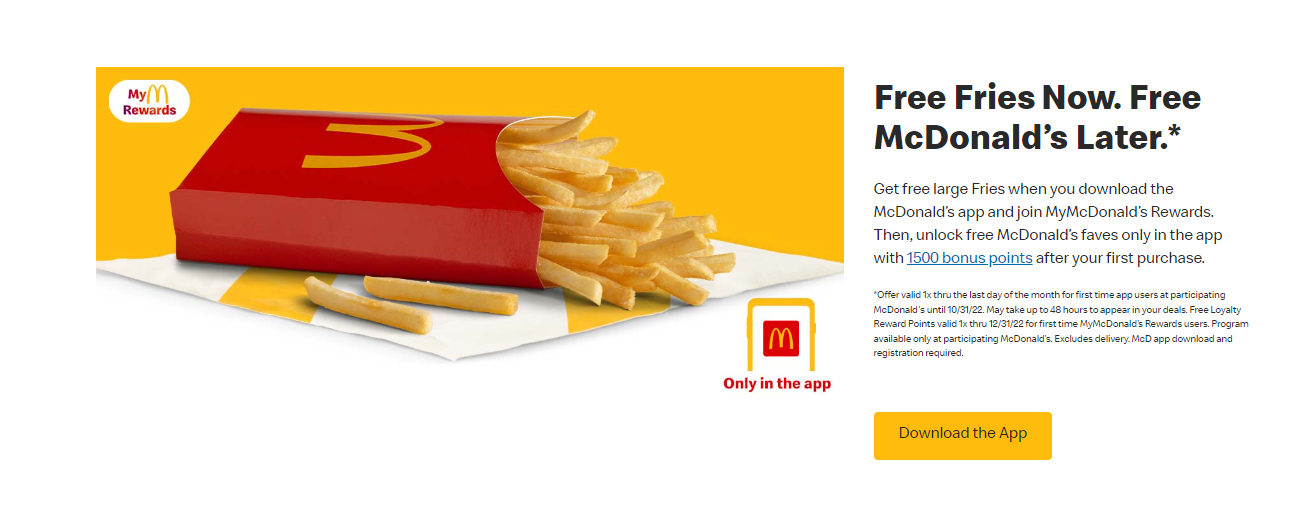 My
Rewards
Only in the app
Free Fries Now. Free
McDonald’s Later.*
Get free large Fries when you download the
McDonald’s app and join MyMcDonald’s Rewards.
Then, unlock free McDonald’s faves only in the app
with 1500 bonus points after your first purchase.
*Offer valid 1x thru the last day of the month for first time app users at participating
McDonald's until 10/31/22. May take up to 48 hours to appear in your deals. Free Loyalty
Reward Points valid 1x thru 12/31/22 for first time MyMcDonald’s Rewards users. Program
available only at participating McDonald’s. Excludes delivery. McD app download and
registration required.
Download the App